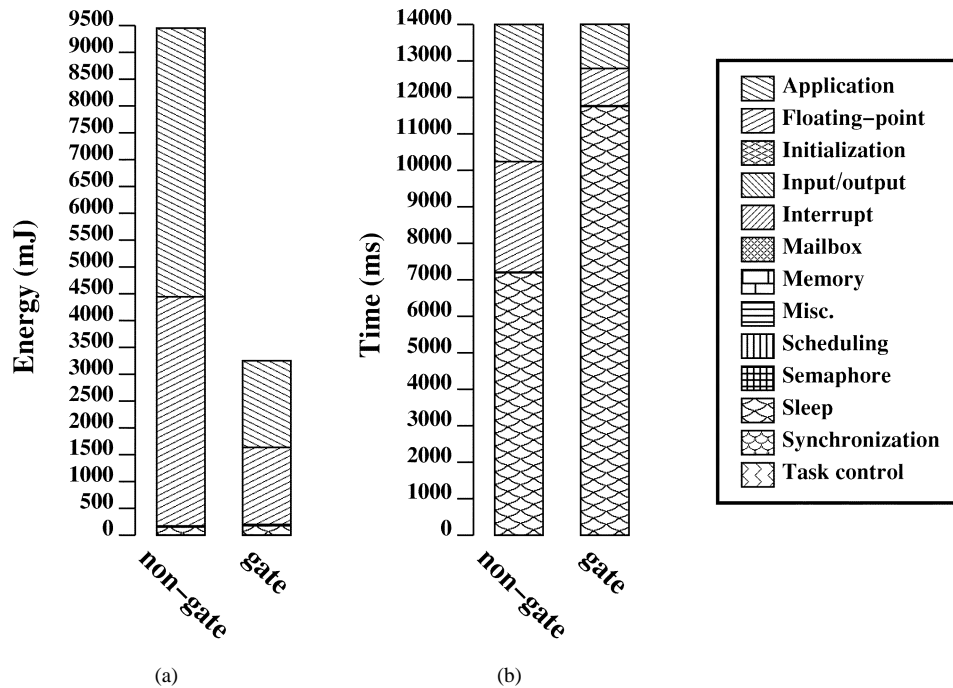 9500
9000
8500
8000
7500
7000
6500
6000
5500
5000
4500
4000
3500
3000
2500
2000
1500
1000
500
0
Energy (mJ)
non−gate
gate
(a)
14000
13000
12000
11000
10000
9000
8000
7000
6000
5000
4000
3000
2000
1000
0
Time (ms)
non−gate
gate
(b)
Application
Floating−point
Initialization
Input/output
Interrupt
Mailbox
Memory
Misc.
Scheduling
Semaphore
Sleep
Synchronization
Task control